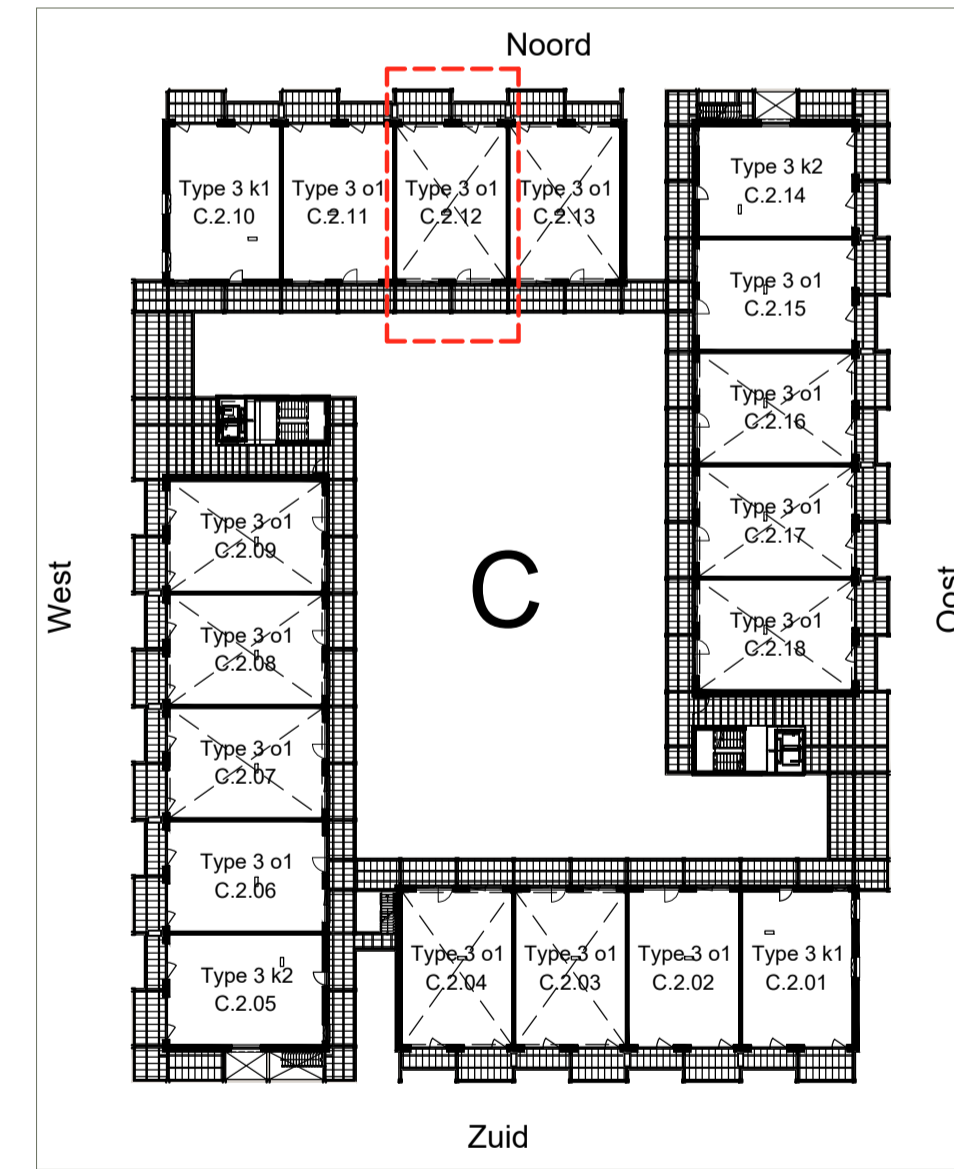 Noord
Type 3 k1
C.2.10
Type 3 o1
C.2.11
Type 3 o1
C.2.12
Type 3 o1
C.2.13
Type 3 k2
C.2.14
Type 3 o1
C.2.15
Type 3 o1
C.2.16
Type 3 o1
C.2.17
Type 3 o1
C.2.18
West
C
Oost
Type 3 o1
C.2.09
Type 3 o1
C.2.08
Type 3 o1
C.2.07
Type 3 o1
C.2.06
Type 3 k2
C.2.05
Type 3 o1
C.2.04
Type 3 o1
C.2.03
Type 3 o1
C.2.02
Type 3 k1
C.2.01
Zuid